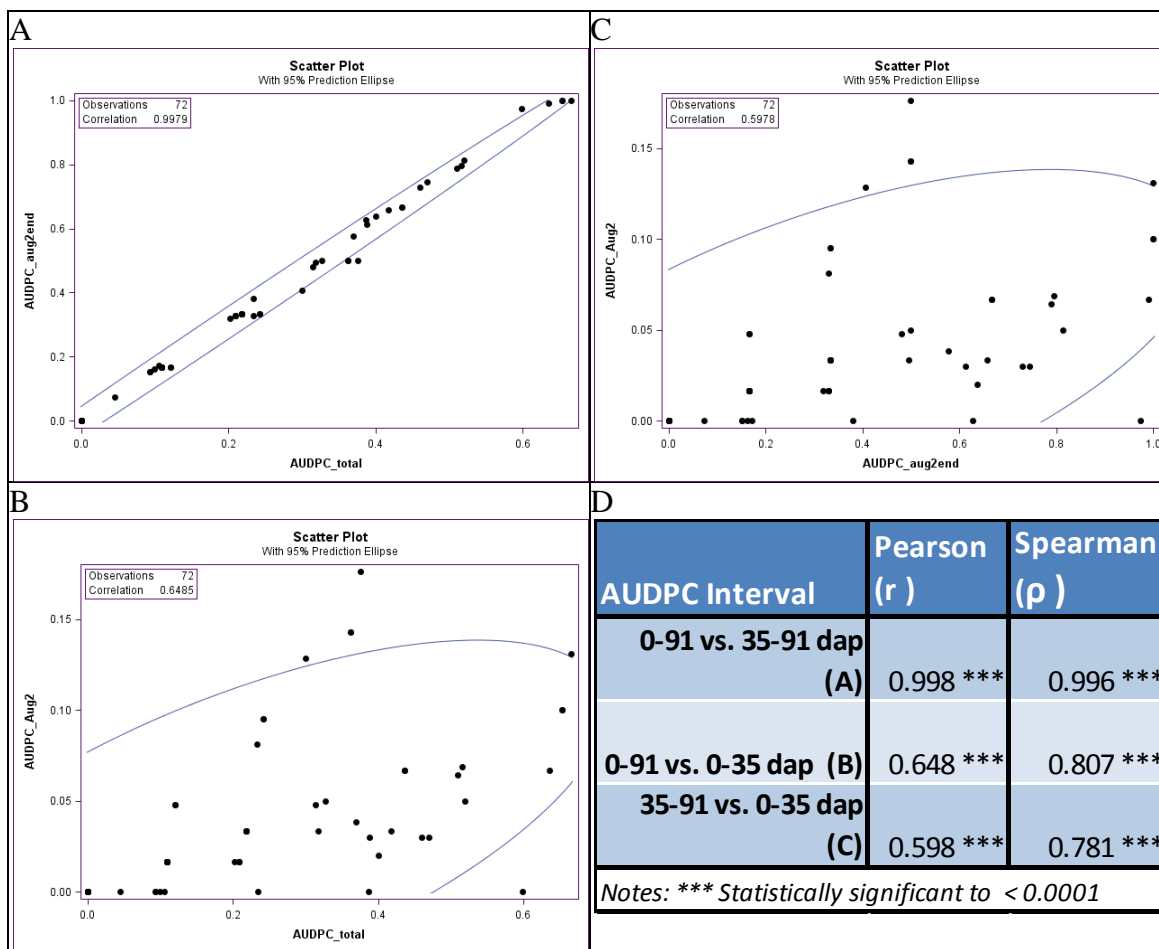 A
Scatter Plot
With 95% Prediction Ellipse
Observations 72
Correlation 0.9979
1.0
0.8
0.6
0.4
0.2
0.0
AUDPC_aug2end
0.0 0.2 0.4 0.6
AUDPC_total
C
Scatter Plot
With 95% Prediction Ellipse
Observations 72
Correlation 0.5978
0.15
0.10
0.05
0.00
AUDPC_Aug2
0.0 0.2 0.4 0.6 0.8 1.0
AUDPC_aug2end
B
Scatter Plot
With 95% Prediction Ellipse
Observations 72
Correlation 0.6485
0.15
0.10
0.05
0.00
AUDPC_Aug2
0.0 0.2 0.4 0.6
AUDPC_total
D
AUDPC Interval Pearson (r ) Spearman (ρ )
0-91 vs. 35-91 dap
(A) 0.998 *** 0.996 ***
0-91 vs. 0-35 dap (B) 0.648 *** 0.807 ***
35-91 vs. 0-35 dap
(C) 0.598 *** 0.781 ***
Notes: *** Statistically significant to < 0.0001